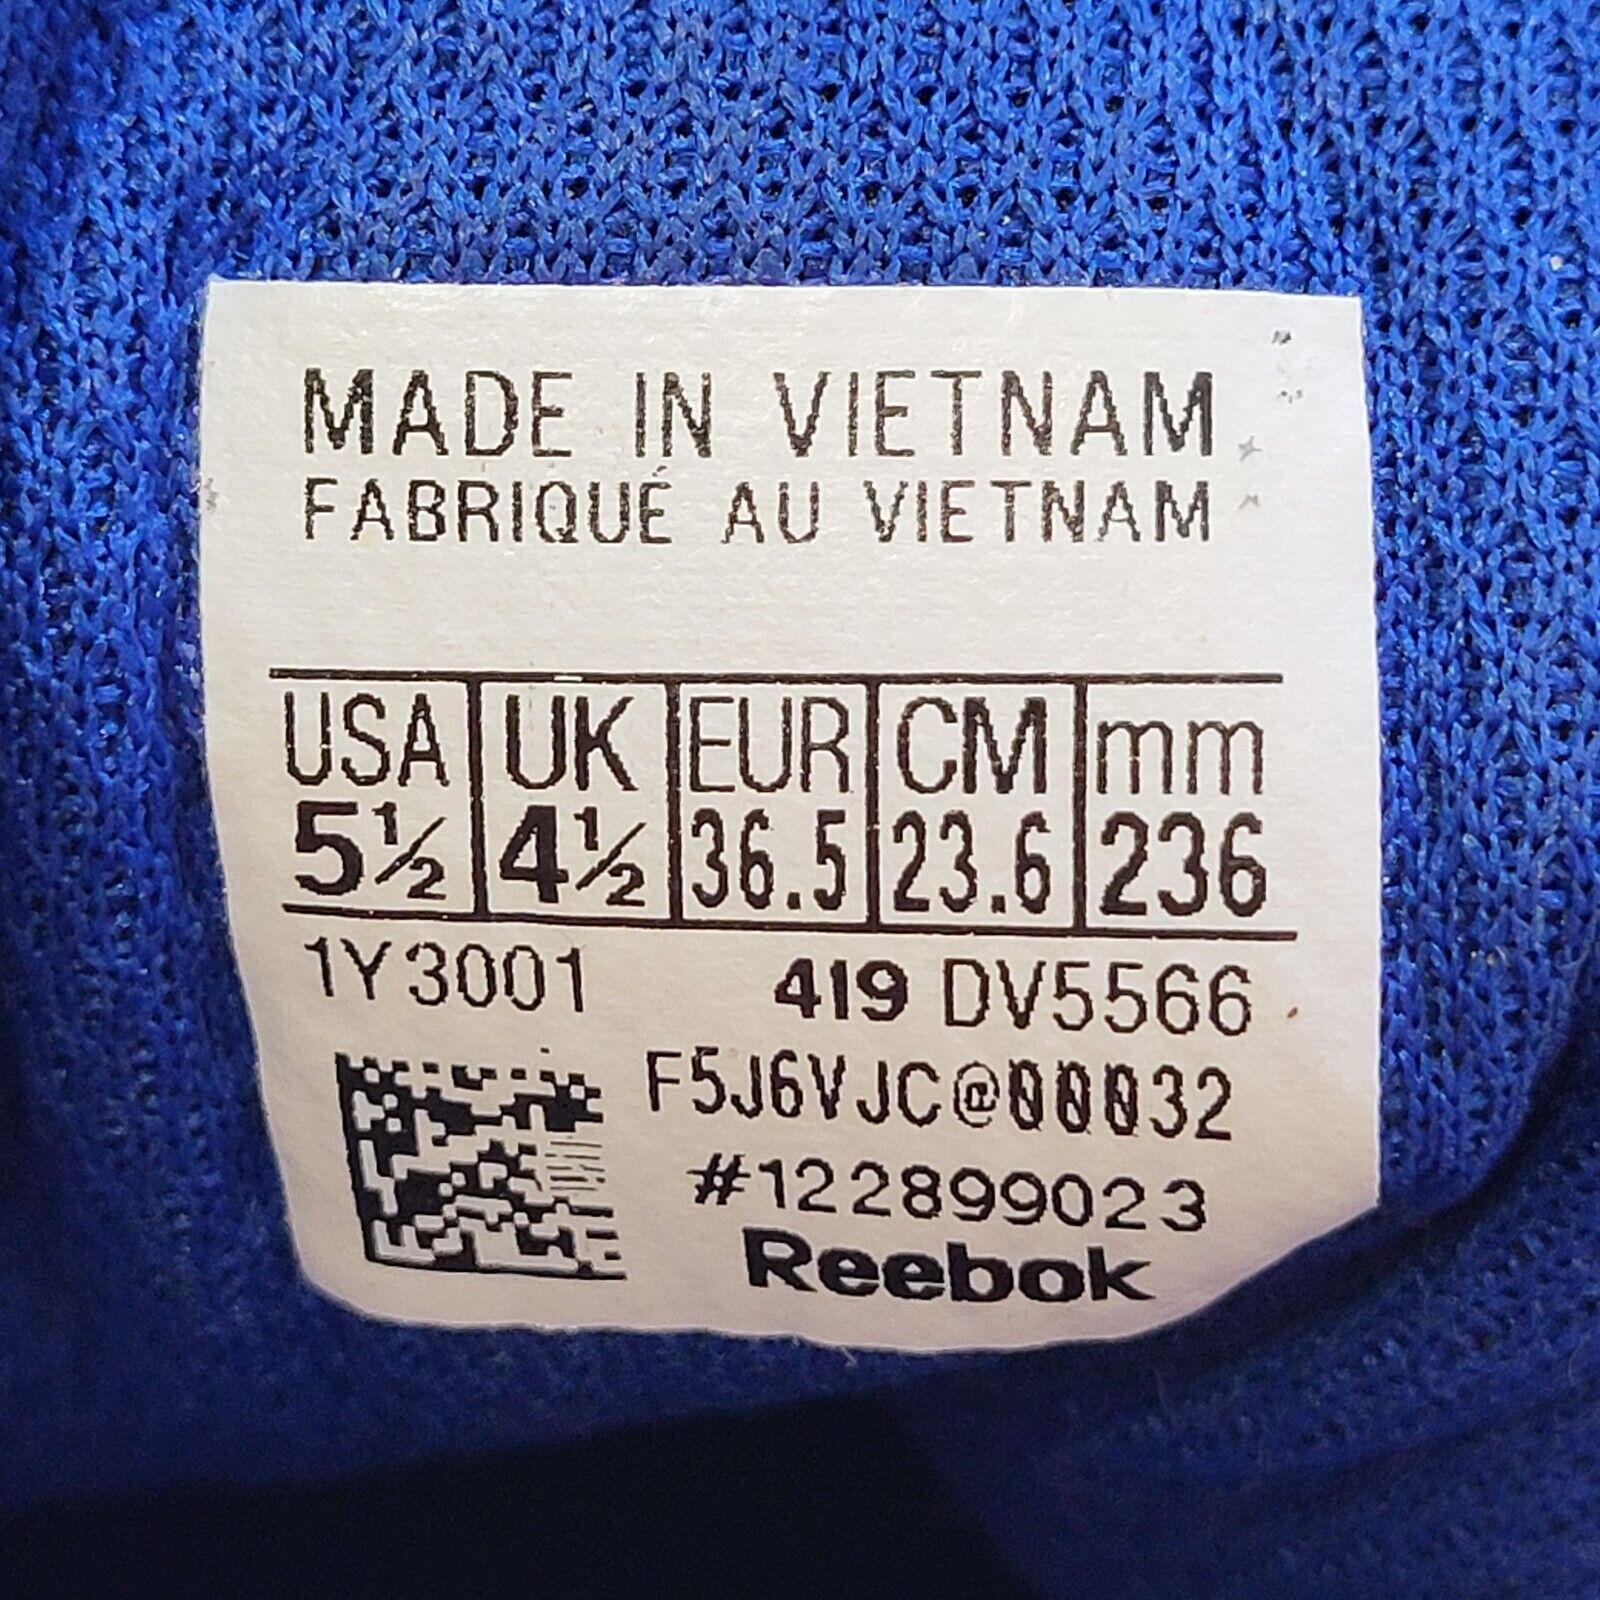 MADE IN VIETNAM
FABRIQUÉ AU VIETNAM
USA UK EUR CM mm
5½ 4½ 36.5 23.6 236
1Y3001 419 DV5566
F5J6VJC@000032
#122899023
Reebok